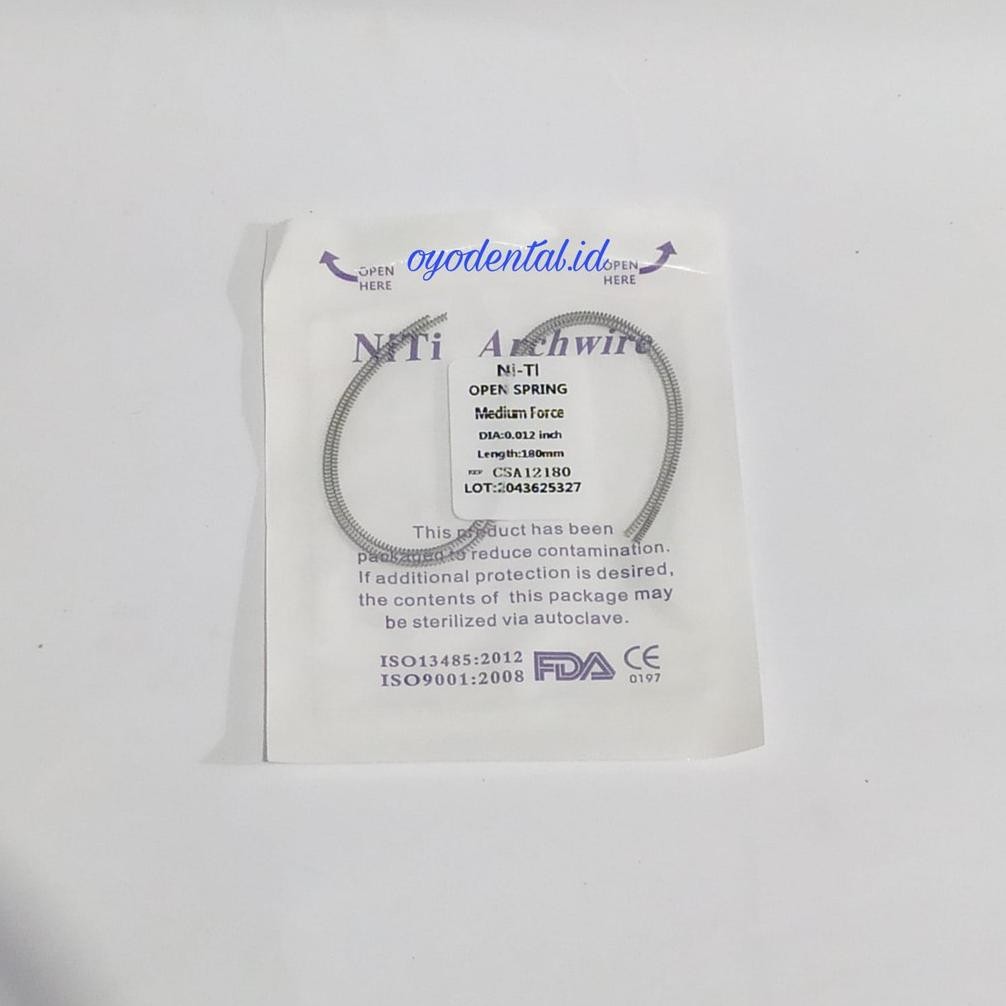 oyodental.id
OPEN HERE
OPEN HERE
NiTi Archwire
Ni-TI
OPEN SPRING
Medium Force
DIA:0.012 inch
Length:180mm
REF CSA12180
LOT:2043625327
This product has been
packaged to reduce contamination.
If additional protection is desired,
the contents of this package may
be sterilized via autoclave.
ISO13485:2012
ISO9001:2008
FDA
CE
0197